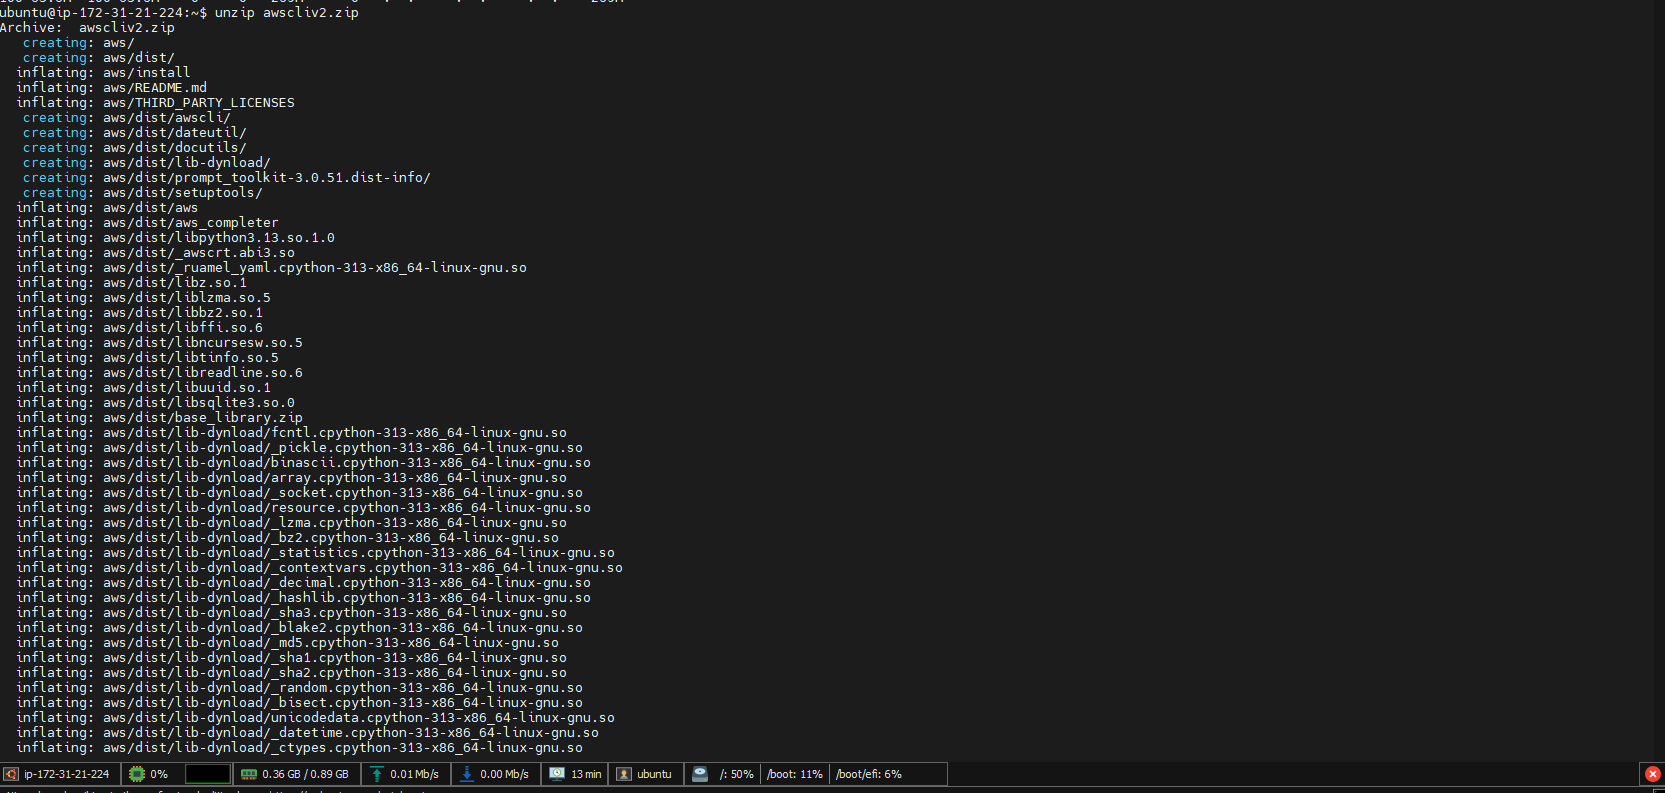 ubuntu@ip-172-31-21-224:~$ unzip awscliv2.zip
Archive:  awscliv2.zip
   creating: aws/
   creating: aws/dist/
  inflating: aws/install
  inflating: aws/README.md
  inflating: aws/THIRD_PARTY_LICENSES
   creating: aws/dist/awscli/
   creating: aws/dist/dateutil/
   creating: aws/dist/docutils/
   creating: aws/dist/lib-dynload/
   creating: aws/dist/prompt_toolkit-3.0.51.dist-info/
   creating: aws/dist/setuptools/
  inflating: aws/dist/aws
  inflating: aws/dist/aws_completer
  inflating: aws/dist/libpython3.13.so.1.0
  inflating: aws/dist/_awscrt.abi3.so
  inflating: aws/dist/_ruamel_yaml.cpython-313-x86_64-linux-gnu.so
  inflating: aws/dist/libz.so.1
  inflating: aws/dist/liblzma.so.5
  inflating: aws/dist/libbz2.so.1
  inflating: aws/dist/libffi.so.6
  inflating: aws/dist/libncursesw.so.5
  inflating: aws/dist/libtinfo.so.5
  inflating: aws/dist/libreadline.so.6
  inflating: aws/dist/libuuid.so.1
  inflating: aws/dist/libsqlite3.so.0
  inflating: aws/dist/base_library.zip
  inflating: aws/dist/lib-dynload/fcntl.cpython-313-x86_64-linux-gnu.so
  inflating: aws/dist/lib-dynload/_pickle.cpython-313-x86_64-linux-gnu.so
  inflating: aws/dist/lib-dynload/binascii.cpython-313-x86_64-linux-gnu.so
  inflating: aws/dist/lib-dynload/array.cpython-313-x86_64-linux-gnu.so
  inflating: aws/dist/lib-dynload/_socket.cpython-313-x86_64-linux-gnu.so
  inflating: aws/dist/lib-dynload/resource.cpython-313-x86_64-linux-gnu.so
  inflating: aws/dist/lib-dynload/_lzma.cpython-313-x86_64-linux-gnu.so
  inflating: aws/dist/lib-dynload/_bz2.cpython-313-x86_64-linux-gnu.so
  inflating: aws/dist/lib-dynload/_statistics.cpython-313-x86_64-linux-gnu.so
  inflating: aws/dist/lib-dynload/_contextvars.cpython-313-x86_64-linux-gnu.so
  inflating: aws/dist/lib-dynload/_decimal.cpython-313-x86_64-linux-gnu.so
  inflating: aws/dist/lib-dynload/_hashlib.cpython-313-x86_64-linux-gnu.so
  inflating: aws/dist/lib-dynload/_sha3.cpython-313-x86_64-linux-gnu.so
  inflating: aws/dist/lib-dynload/_blake2.cpython-313-x86_64-linux-gnu.so
  inflating: aws/dist/lib-dynload/_md5.cpython-313-x86_64-linux-gnu.so
  inflating: aws/dist/lib-dynload/_sha1.cpython-313-x86_64-linux-gnu.so
  inflating: aws/dist/lib-dynload/_sha2.cpython-313-x86_64-linux-gnu.so
  inflating: aws/dist/lib-dynload/_random.cpython-313-x86_64-linux-gnu.so
  inflating: aws/dist/lib-dynload/_bisect.cpython-313-x86_64-linux-gnu.so
  inflating: aws/dist/lib-dynload/unicodedata.cpython-313-x86_64-linux-gnu.so
  inflating: aws/dist/lib-dynload/_datetime.cpython-313-x86_64-linux-gnu.so
  inflating: aws/dist/lib-dynload/_ctypes.cpython-313-x86_64-linux-gnu.so
ip-172-31-21-224 0% 0.36 GB / 0.89 GB 0.01 Mb/s 0.00 Mb/s 13 min ubuntu /: 50% /boot: 11% /boot/efi: 6%